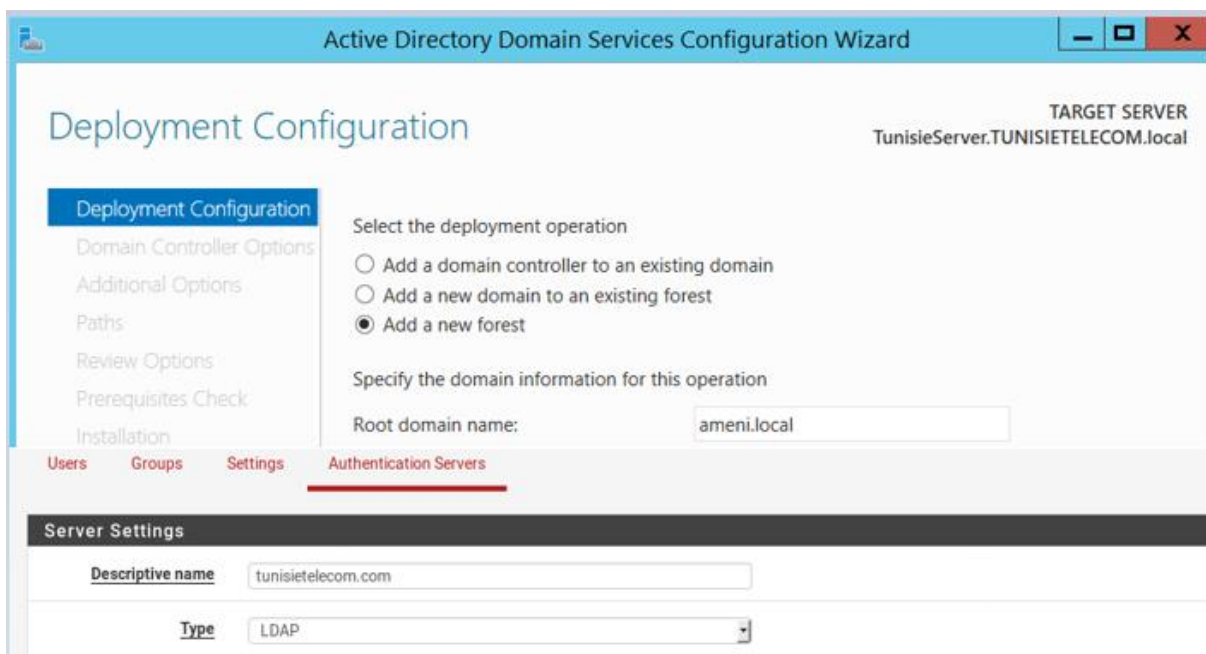 Active Directory Domain Services Configuration Wizard
Deployment Configuration
TARGET SERVER
TunisieServer.TUNISIETELECOM.local
Deployment Configuration
Domain Controller Options
Additional Options
Paths
Review Options
Prerequisites Check
Installation
Select the deployment operation
Add a domain controller to an existing domain
Add a new domain to an existing forest
Add a new forest
Specify the domain information for this operation
Root domain name: ameni.local
Users Groups Settings Authentication Servers
Server Settings
Descriptive name tunisietelecom.com
Type LDAP